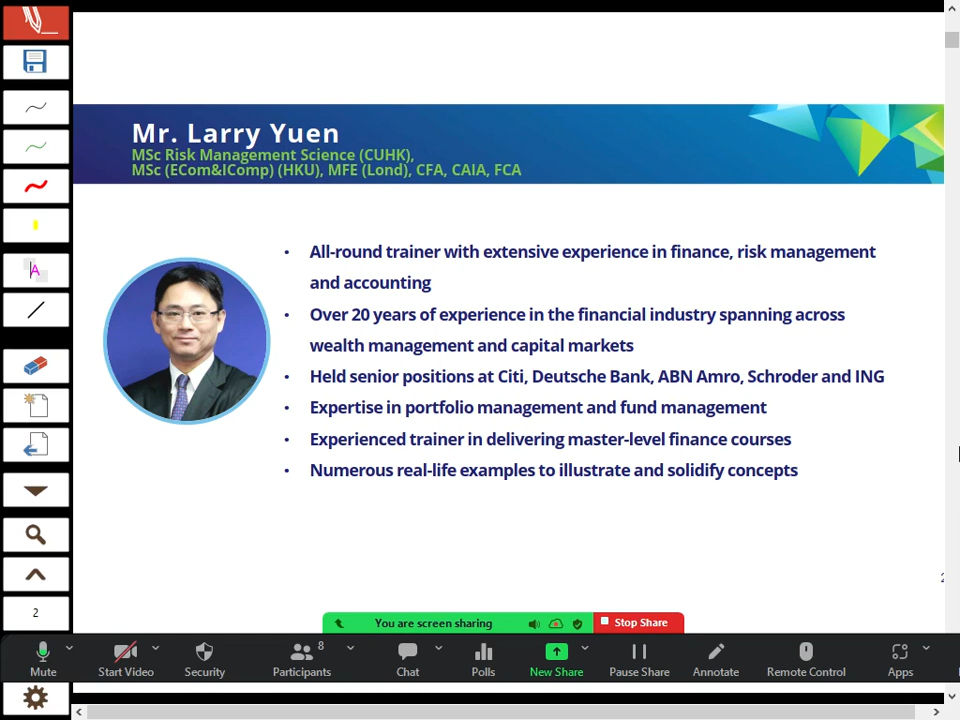 Mr. Larry Yuen
MSc Risk Management Science (CUHK),
MSc (ECom&IComp) (HKU), MFE (Lond), CFA, CAIA, FCA
A
• All-round trainer with extensive experience in finance, risk management
and accounting
• Over 20 years of experience in the financial industry spanning across
wealth management and capital markets
• Held senior positions at Citi, Deutsche Bank, ABN Amro, Schroder and ING
• Expertise in portfolio management and fund management
• Experienced trainer in delivering master-level finance courses
• Numerous real-life examples to illustrate and solidify concepts
2
2
You are screen sharing
Stop Share
8
Mute
Start Video
Security
Participants
Chat
Polls
New Share
Pause Share
Annotate
Remote Control
Apps